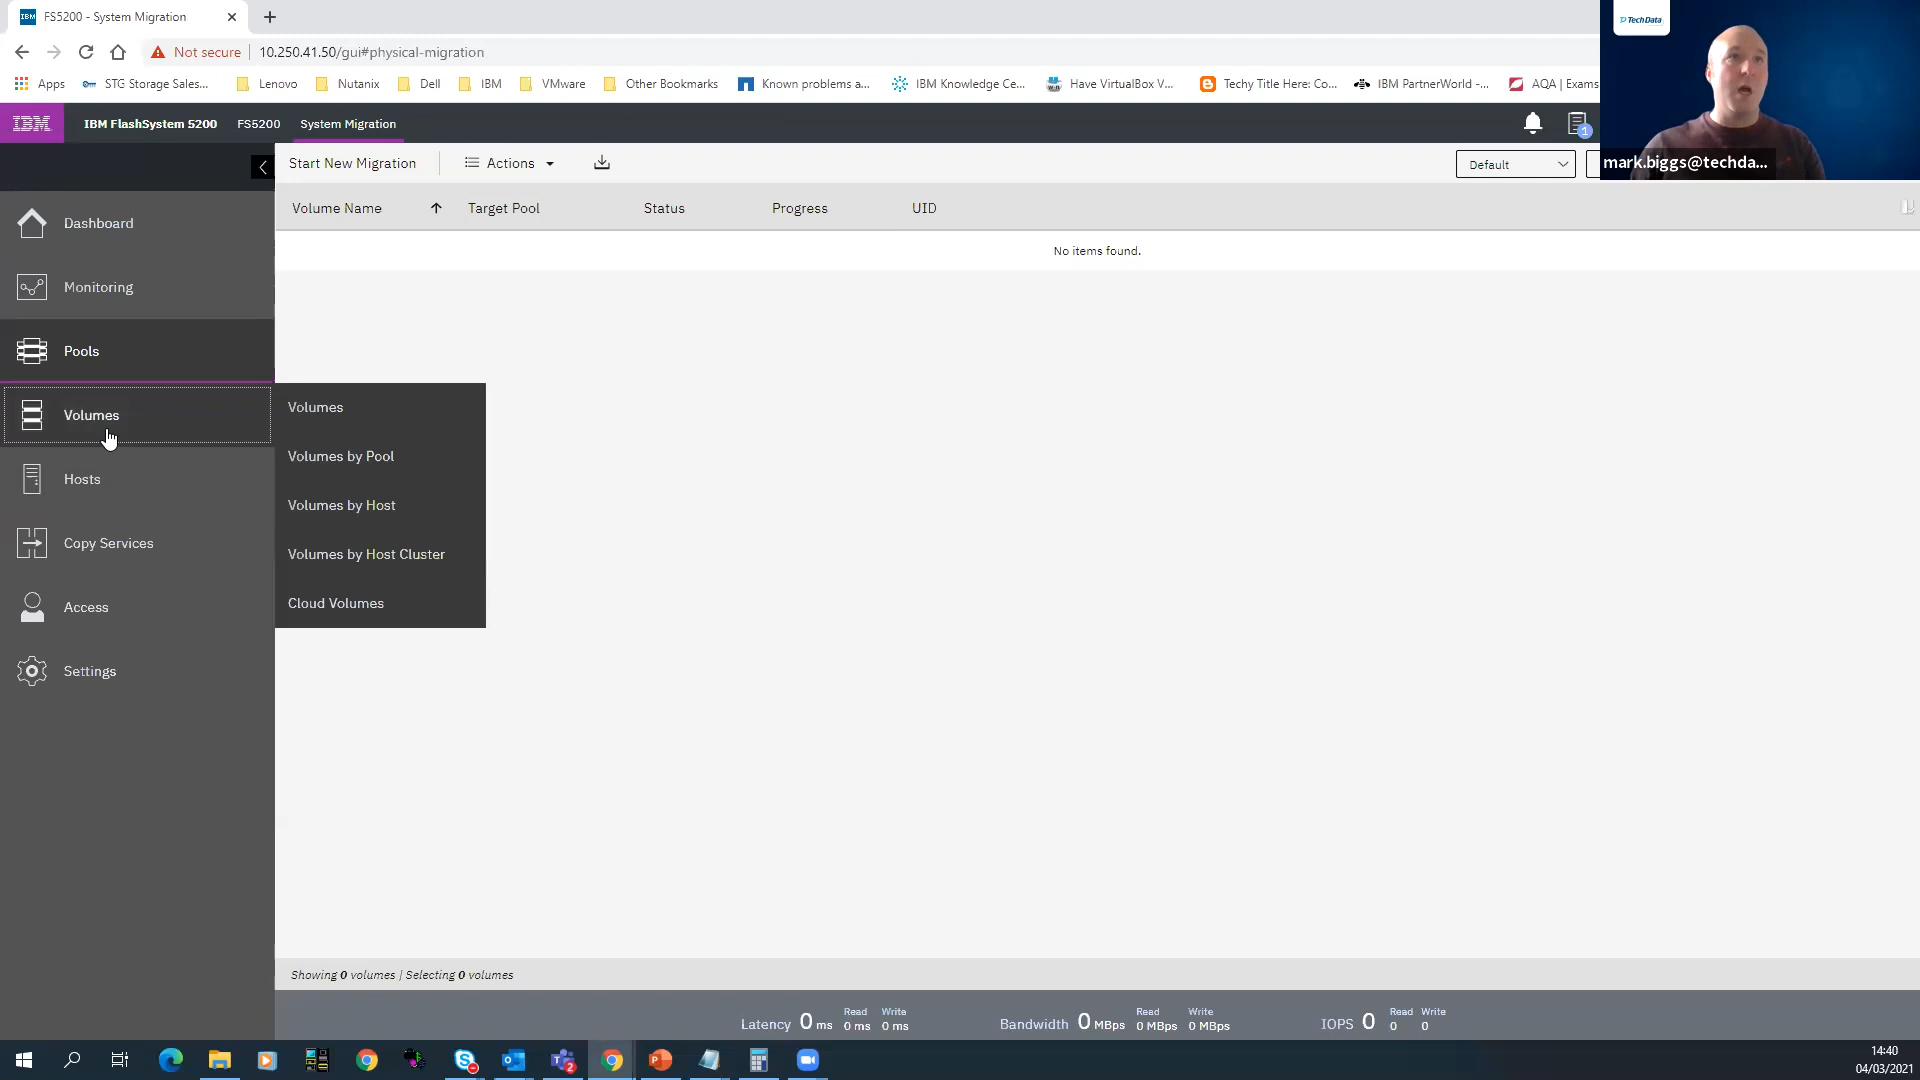 IBM
FS5200 - System Migration
Not secure
10.250.41.50/gui#physical-migration
Apps
STG Storage Sales...
Lenovo
Nutanix
Dell
IBM
VMware
Other Bookmarks
Known problems a...
IBM Knowledge Ce...
Have VirtualBox V...
Techy Title Here: Co...
IBM PartnerWorld -...
AQA | Exams
TechData
mark.biggs@techda...
IBM
IBM FlashSystem 5200
FS5200
System Migration
1
Start New Migration
Actions
Default
Volume Name
Target Pool
Status
Progress
UID
No items found.
Dashboard
Monitoring
Pools
Volumes
Hosts
Copy Services
Access
Settings
Volumes
Volumes by Pool
Volumes by Host
Volumes by Host Cluster
Cloud Volumes
Showing 0 volumes | Selecting 0 volumes
Latency 0 ms
Read
0 ms
Write
0 ms
Bandwidth 0 MBps
Read
0 MBps
Write
0 MBps
IOPS 0
Read
0
Write
0
2
14:40
04/03/2021